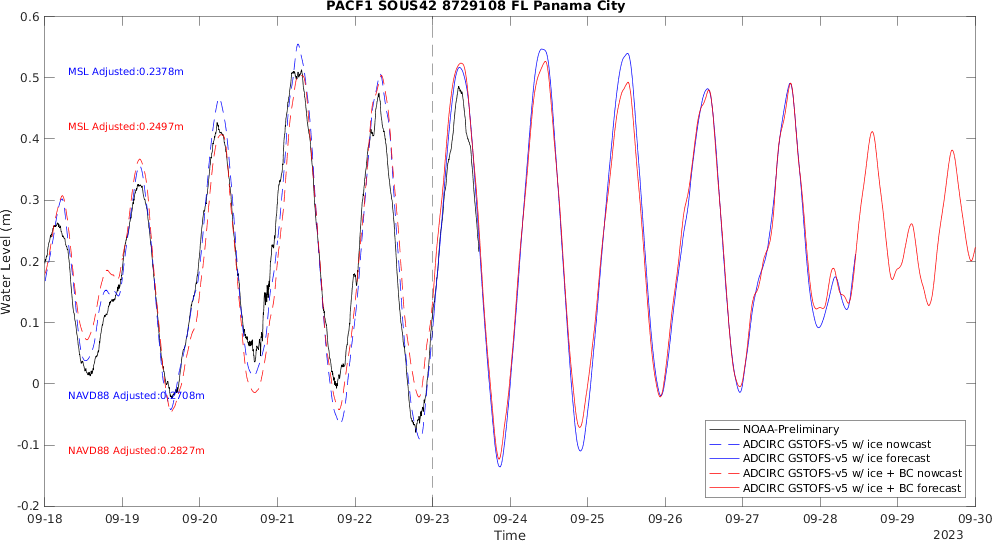 PACF1 SOUS42 8729108 FL Panama City
0.6
0.5
0.4
0.3
0.2
0.1
0
-0.1
-0.2
Water Level (m)
MSL Adjusted:0.2378m
MSL Adjusted:0.2497m
NAVD88 Adjusted:0.2708m
NAVD88 Adjusted:0.2827m
NOAA-Preliminary
ADCIRC GSTOFS-v5 w/ ice nowcast
ADCIRC GSTOFS-v5 w/ ice forecast
ADCIRC GSTOFS-v5 w/ ice + BC nowcast
ADCIRC GSTOFS-v5 w/ ice + BC forecast
09-18 09-19 09-20 09-21 09-22 09-23 09-24 09-25 09-26 09-27 09-28 09-29 09-30
Time
2023